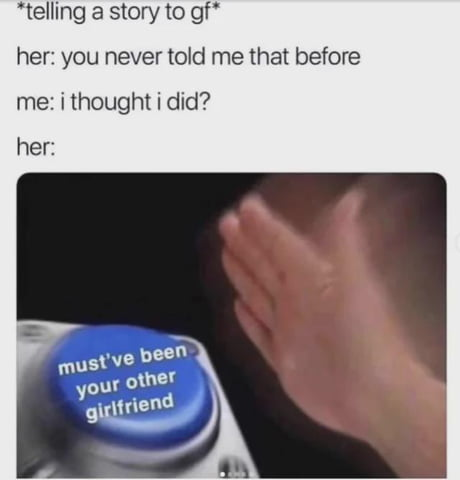 *telling a story to gf*
her: you never told me that before
me: i thought i did?
her:
must've been
your other
girlfriend